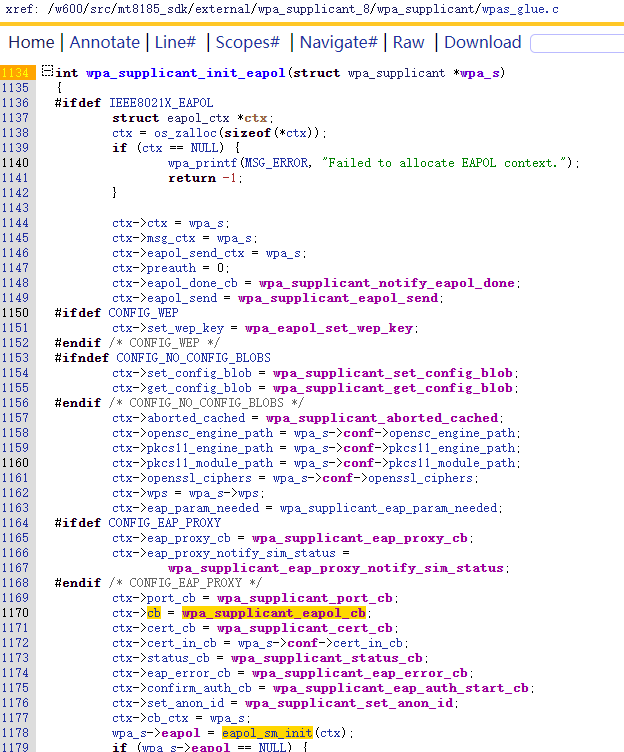 xref: /w600/src/mt8185_sdk/external/wpa_supplicant_8/wpa_supplicant/wpas_glue.c
Home | Annotate | Line# | Scopes# | Navigate# | Raw | Download
1134 int wpa_supplicant_init_eapol(struct wpa_supplicant *wpa_s)
1135 {
1136 #ifdef IEEE8021X_EAPOL
1137 struct eapol_ctx *ctx;
1138 ctx = os_zalloc(sizeof(*ctx));
1139 if (ctx == NULL) {
1140 wpa_printf(MSG_ERROR, "Failed to allocate EAPOL context.");
1141 return -1;
1142 }
1143
1144 ctx->ctx = wpa_s;
1145 ctx->msg_ctx = wpa_s;
1146 ctx->eapol_send_ctx = wpa_s;
1147 ctx->preauth = 0;
1148 ctx->eapol_done_cb = wpa_supplicant_notify_eapol_done;
1149 ctx->eapol_send = wpa_supplicant_eapol_send;
1150 #ifdef CONFIG_WEP
1151 ctx->set_wep_key = wpa_eapol_set_wep_key;
1152 #endif /* CONFIG_WEP */
1153 #ifndef CONFIG_NO_CONFIG_BLOBS
1154 ctx->set_config_blob = wpa_supplicant_set_config_blob;
1155 ctx->get_config_blob = wpa_supplicant_get_config_blob;
1156 #endif /* CONFIG_NO_CONFIG_BLOBS */
1157 ctx->aborted_cached = wpa_supplicant_aborted_cached;
1158 ctx->opensc_engine_path = wpa_s->conf->opensc_engine_path;
1159 ctx->pkcs11_engine_path = wpa_s->conf->pkcs11_engine_path;
1160 ctx->pkcs11_module_path = wpa_s->conf->pkcs11_module_path;
1161 ctx->openssl_ciphers = wpa_s->conf->openssl_ciphers;
1162 ctx->wps = wpa_s->wps;
1163 ctx->eap_param_needed = wpa_supplicant_eap_param_needed;
1164 #ifdef CONFIG_EAP_PROXY
1165 ctx->eap_proxy_cb = wpa_supplicant_eap_proxy_cb;
1166 ctx->eap_proxy_notify_sim_status =
1167 wpa_supplicant_eap_proxy_notify_sim_status;
1168 #endif /* CONFIG_EAP_PROXY */
1169 ctx->port_cb = wpa_supplicant_port_cb;
1170 ctx->cb = wpa_supplicant_eapol_cb;
1171 ctx->cert_cb = wpa_supplicant_cert_cb;
1172 ctx->cert_in_cb = wpa_s->conf->cert_in_cb;
1173 ctx->status_cb = wpa_supplicant_status_cb;
1174 ctx->eap_error_cb = wpa_supplicant_eap_error_cb;
1175 ctx->confirm_auth_cb = wpa_supplicant_eap_auth_start_cb;
1176 ctx->set_anon_id = wpa_supplicant_set_anon_id;
1177 ctx->cb_ctx = wpa_s;
1178 wpa_s->eapol = eapol_sm_init(ctx);
1179 if (wpa_s->eapol == NULL) {